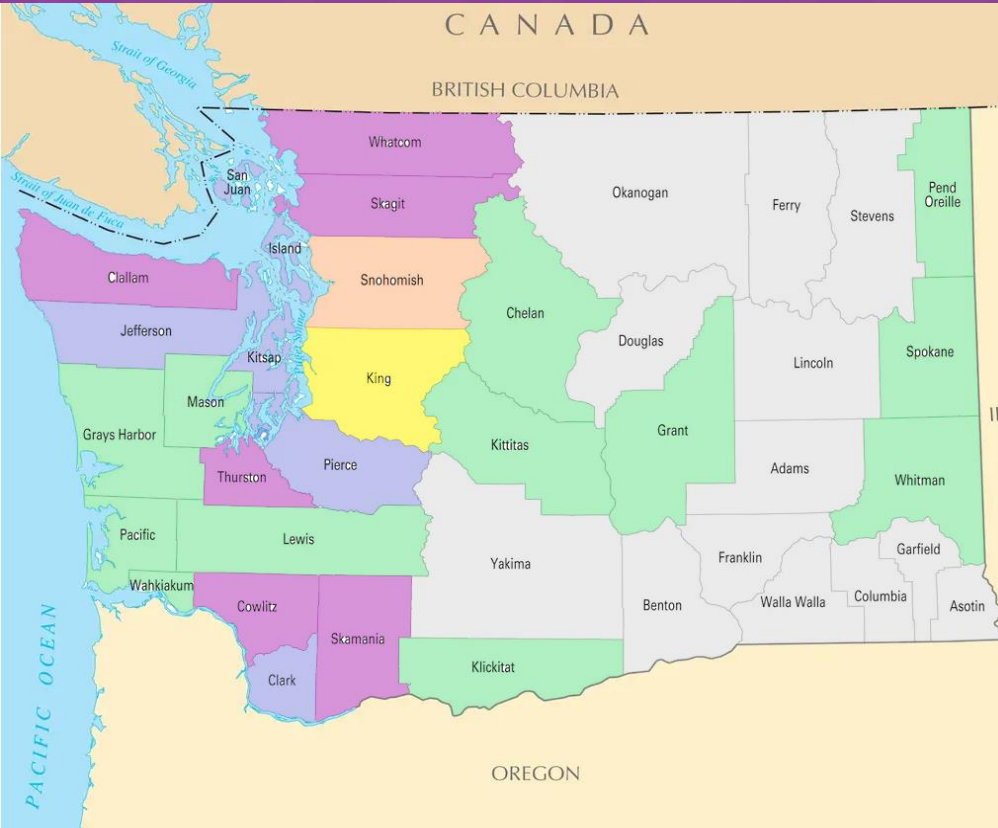 CANADA
BRITISH COLUMBIA
Strait of Georgia
Strait of Juan de Fuca
Whatcom
San
Juan
Skagit
Okanogan
Ferry
Stevens
Pend
Oreille
Island
Clallam
Snohomish
Chelan
Jefferson
Kitsap
Douglas
Lincoln
Spokane
King
Mason
Grays Harbor
Kittitas
Grant
Adams
Whitman
Pierce
Thurston
Pacific
Lewis
Yakima
Franklin
Garfield
Wahkiakum
Cowlitz
Benton
Walla Walla
Columbia
Asotin
Skamania
Clark
Klickitat
PACIFIC OCEAN
OREGON